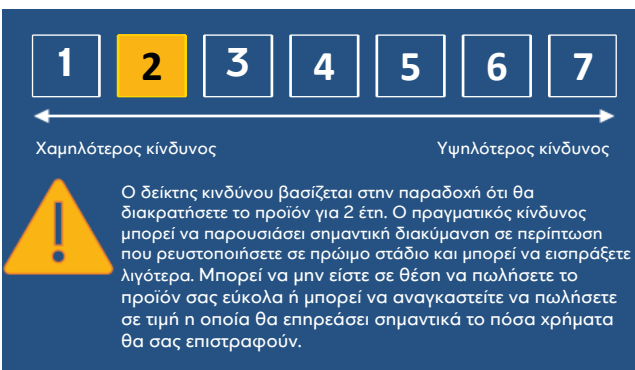 1 2 3 4 5 6 7
Χαμηλότερος κίνδυνος Υψηλότερος κίνδυνος
Ο δείκτης κινδύνου βασίζεται στην παραδοχή ότι θα
διακρατήσετε το προϊόν για 2 έτη. Ο πραγματικός κίνδυνος
μπορεί να παρουσιάσει σημαντική διακύμανση σε περίπτωση
που ρευστοποιήσετε σε πρώιμο στάδιο και μπορεί να εισπράξετε
λιγότερα. Μπορεί να μην είστε σε θέση να πωλήσετε το
προϊόν σας εύκολα ή μπορεί να αναγκαστείτε να πωλήσετε
σε τιμή η οποία θα επηρεάσει σημαντικά το πόσα χρήματα
θα σας επιστραφούν.